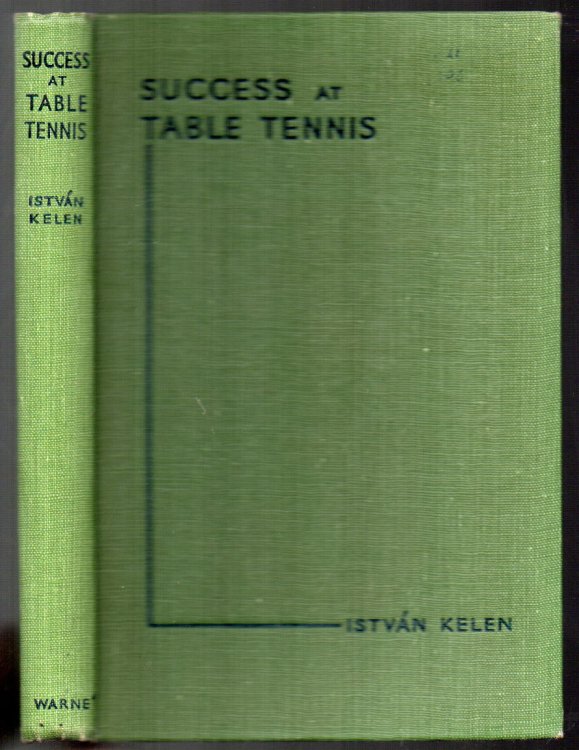 SUCCESS
AT
TABLE
TENNIS
ISTVÁN
KELEN
WARNE
SUCCESS AT
TABLE TENNIS
ISTVÁN KELEN